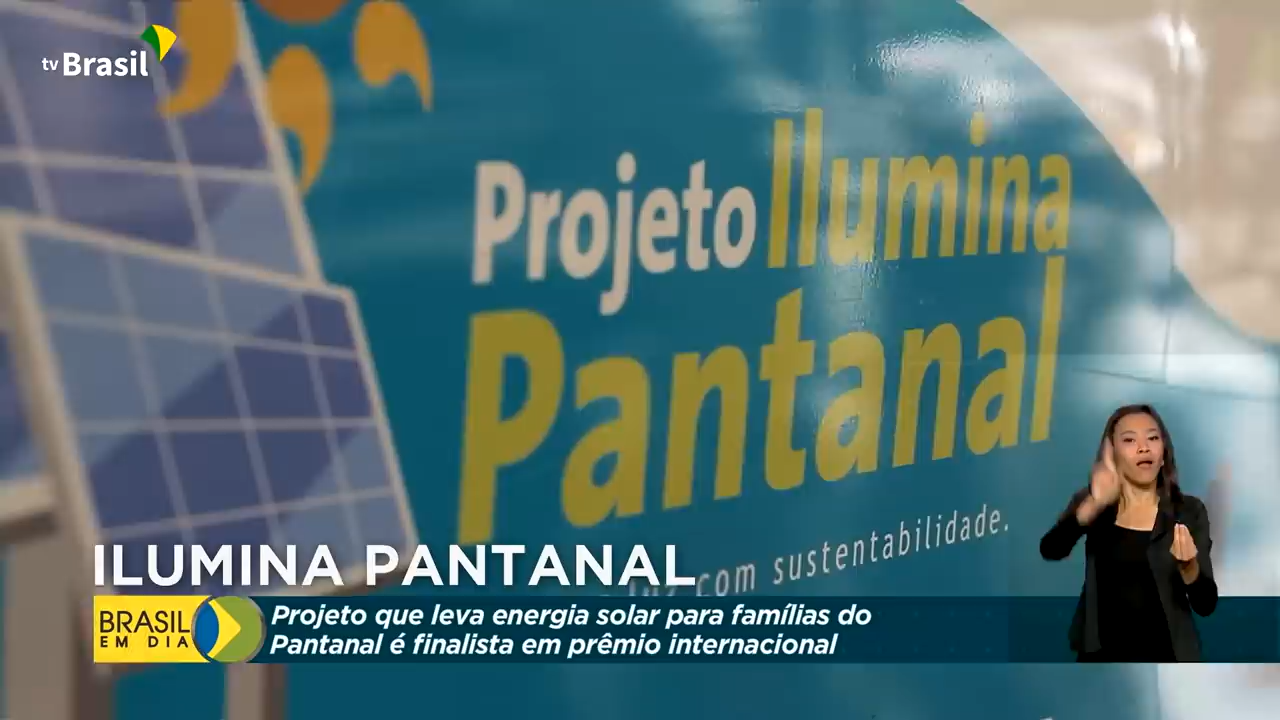 tv Brasil
Projeto Ilumina
Pantanal
com sustentabilidade.
ILUMINA PANTANAL
BRASIL
EM DIA
Projeto que leva energia solar para famílias do
Pantanal é finalista em prêmio internacional